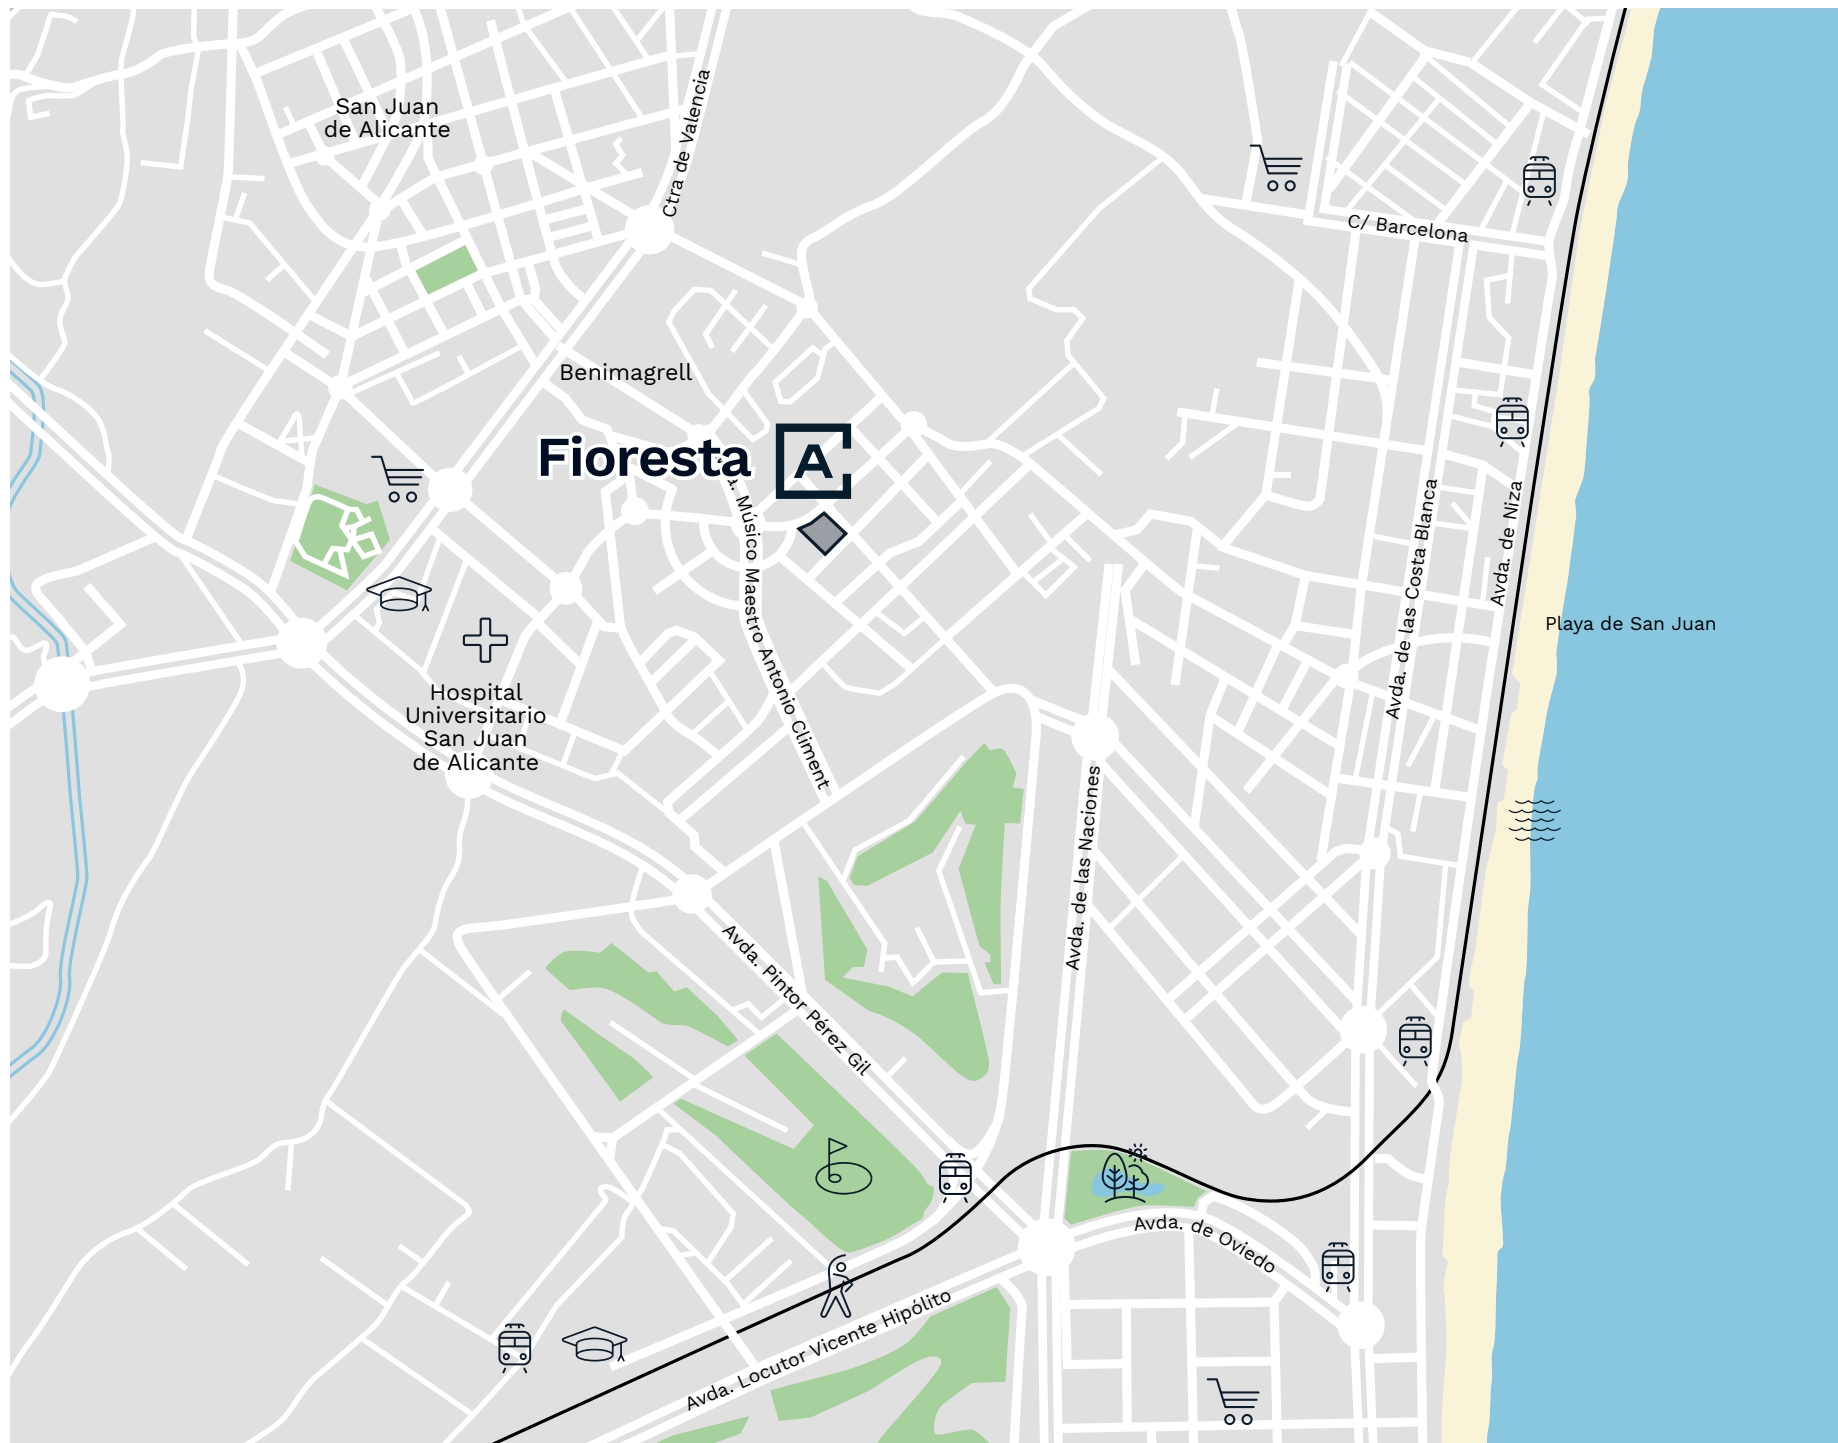 San Juan
de Alicante
Ctra de Valencia
C/ Barcelona
Benimagrell
Fioresta
A
Músico Maestro Antonio Climent
Avda. de las Costa Blanca
Avda. de Niza
Playa de San Juan
Hospital
Universitario
San Juan
de Alicante
Avda. de las Naciones
Avda. Pintor Pérez Gil
Avda. de Oviedo
Avda. Locutor Vicente Hipólito